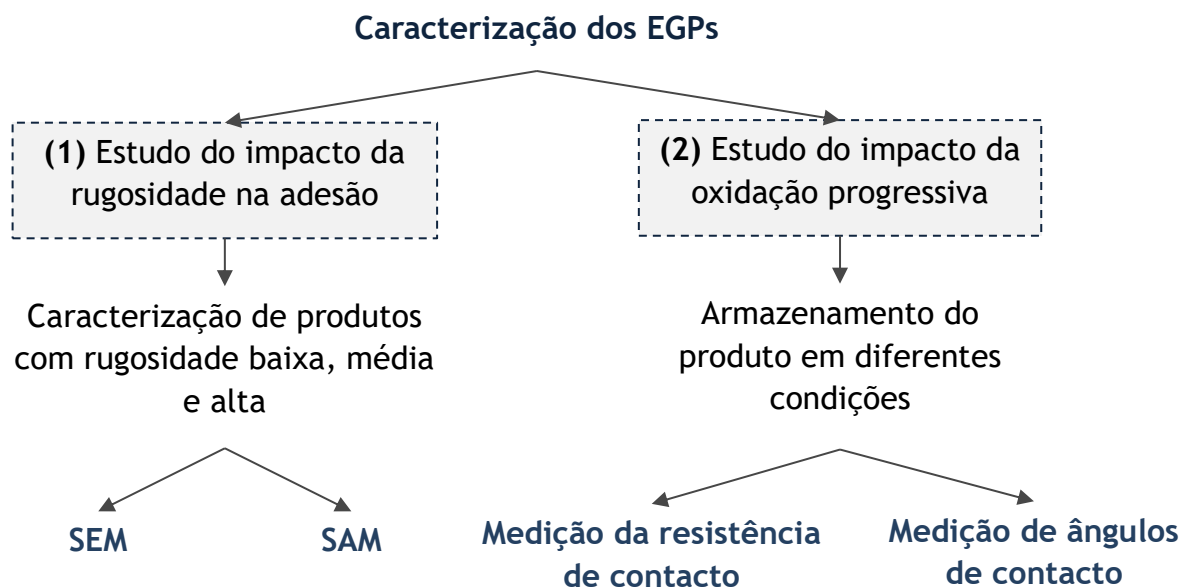 Caracterização dos EGPs
(1) Estudo do impacto da
rugosidade na adesão
(2) Estudo do impacto da
oxidação progressiva
Caracterização de produtos
com rugosidade baixa, média
e alta
Armazenamento do
produto em diferentes
condições
SEM
SAM
Medição da resistência
de contacto
Medição de ângulos
de contacto